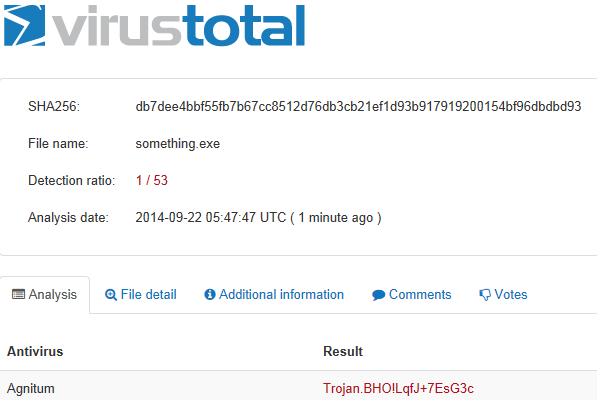 virustotal
SHA256: db7dee4bbf55fb7b67cc8512d76db3cb21ef1d93b917919200154bf96dbdbd93
File name: something.exe
Detection ratio: 1 / 53
Analysis date: 2014-09-22 05:47:47 UTC ( 1 minute ago )
Analysis File detail Additional information Comments Votes
Antivirus Result
Agnitum Trojan.BHO!LqfJ+7EsG3c